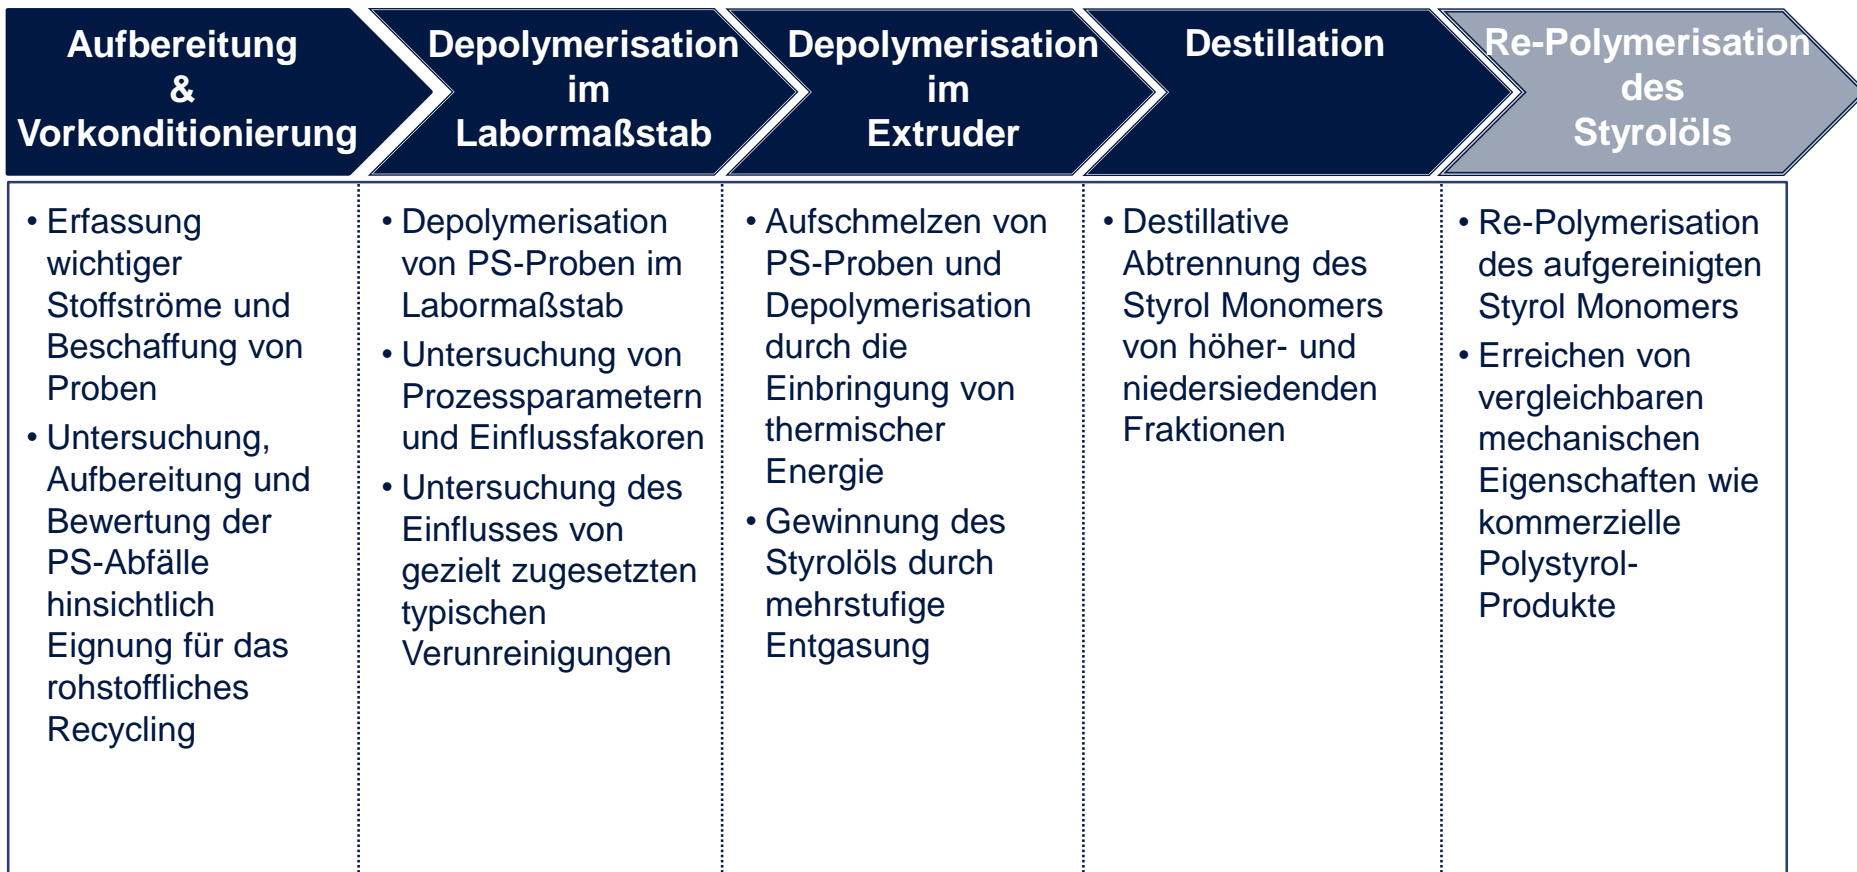 Aufbereitung
&
Vorkonditionierung
Depolymerisation
im
Labormaßstab
Depolymerisation
im
Extruder
Destillation
Re-Polymerisation
des
Styrolöls
• Erfassung
wichtiger
Stoffströme und
Beschaffung von
Proben
• Untersuchung,
Aufbereitung und
Bewertung der
PS-Abfälle
hinsichtlich
Eignung für das
rohstoffliches
Recycling
• Depolymerisation
von PS-Proben im
Labormaßstab
• Untersuchung von
Prozessparametern
und Einflussfakoren
• Untersuchung des
Einflusses von
gezielt zugesetzten
typischen
Verunreinigungen
• Aufschmelzen von
PS-Proben und
Depolymerisation
durch die
Einbringung von
thermischer
Energie
• Gewinnung des
Styrolöls durch
mehrstufige
Entgasung
• Destillative
Abtrennung des
Styrol Monomers
von höher- und
niedersiedenden
Fraktionen
• Re-Polymerisation
des aufgereinigten
Styrol Monomers
• Erreichen von
vergleichbaren
mechanischen
Eigenschaften wie
kommerzielle
Polystyrol-
Produkte